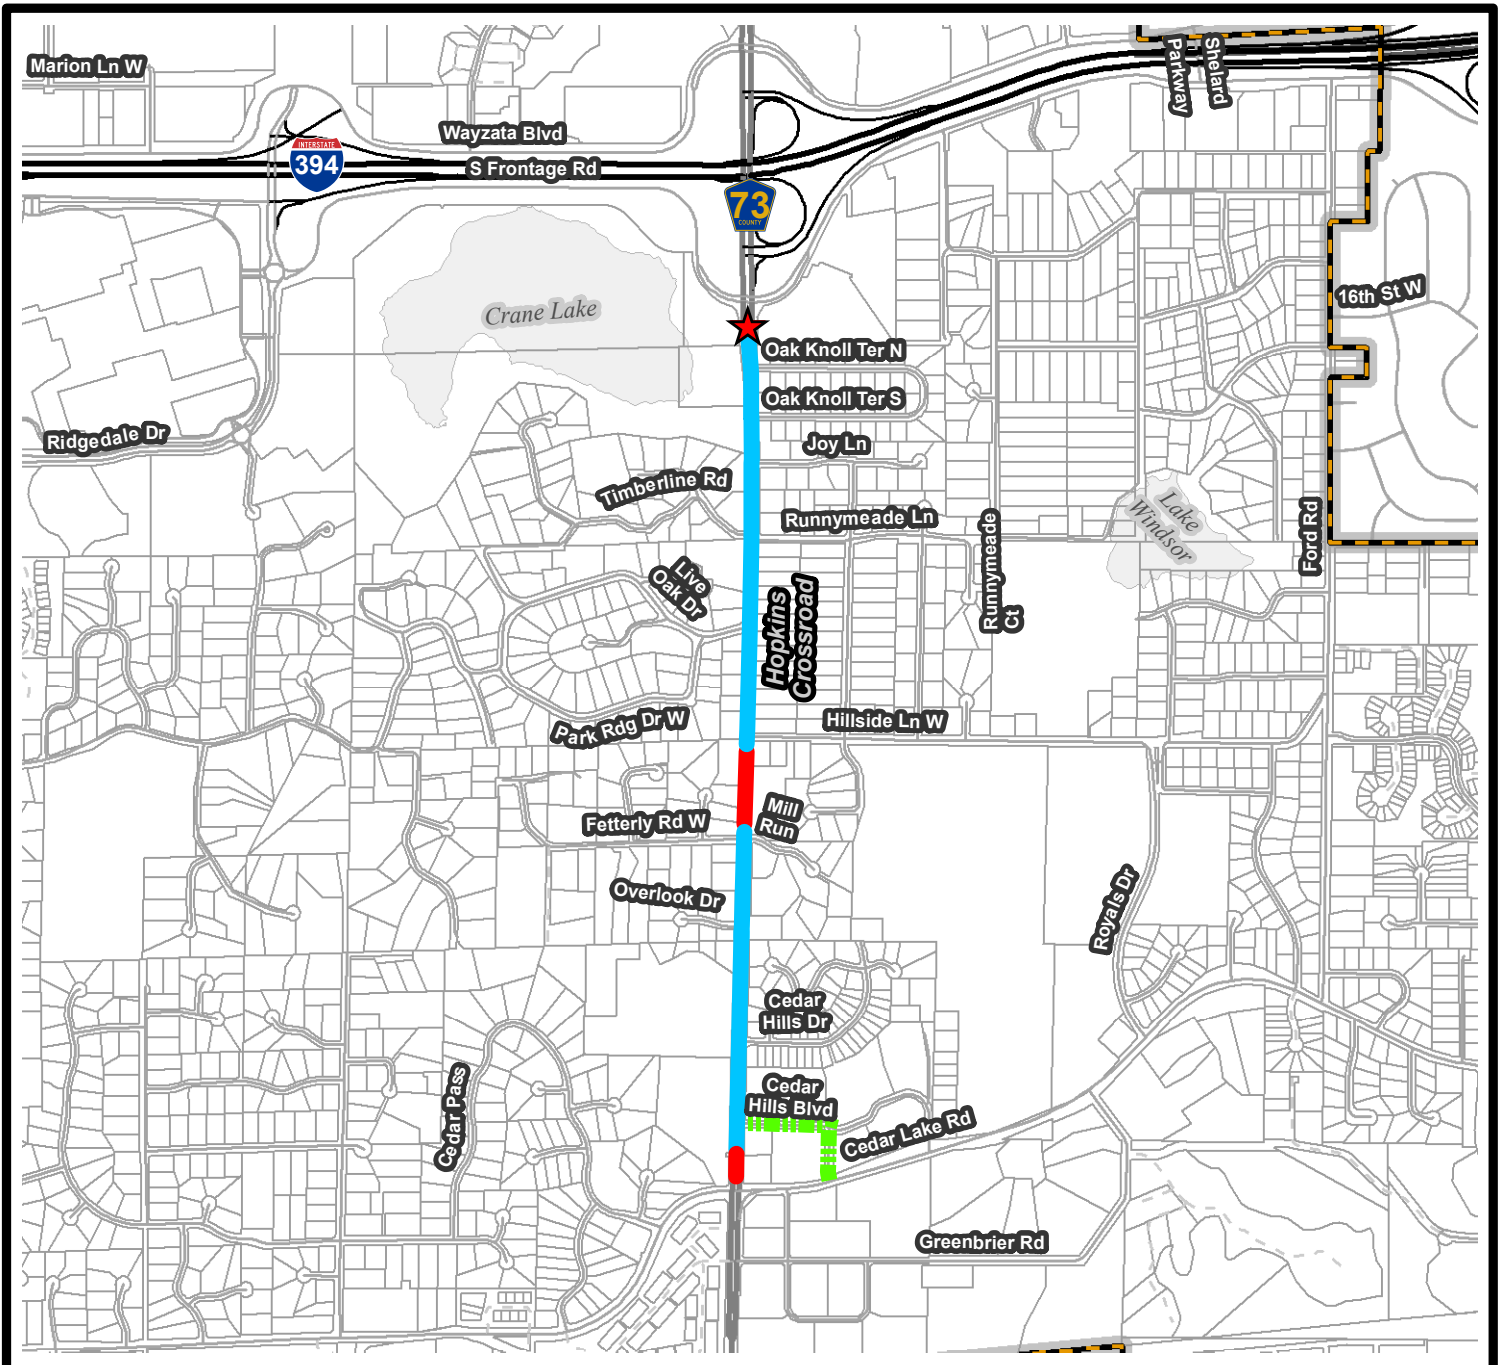 Marion Ln W
Wayzata Blvd
S Frontage Rd
INTERSTATE
394
73
COUNTY
Shelard
Parkway
16th St W
Crane Lake
Oak Knoll Ter N
Oak Knoll Ter S
Joy Ln
Ridgedale Dr
Timberline Rd
Runnymeade Ln
Lake
Windsor
Ford Rd
Runnymeade
Ct
Live
Oak Dr
Hopkins
Crossroad
Park Rdg Dr W
Hillside Ln W
Mill
Run
Fetterly Rd W
Overlook Dr
Royals Dr
Cedar
Hills Dr
Cedar
Hills Blvd
Cedar Pass
Cedar Lake Rd
Greenbrier Rd